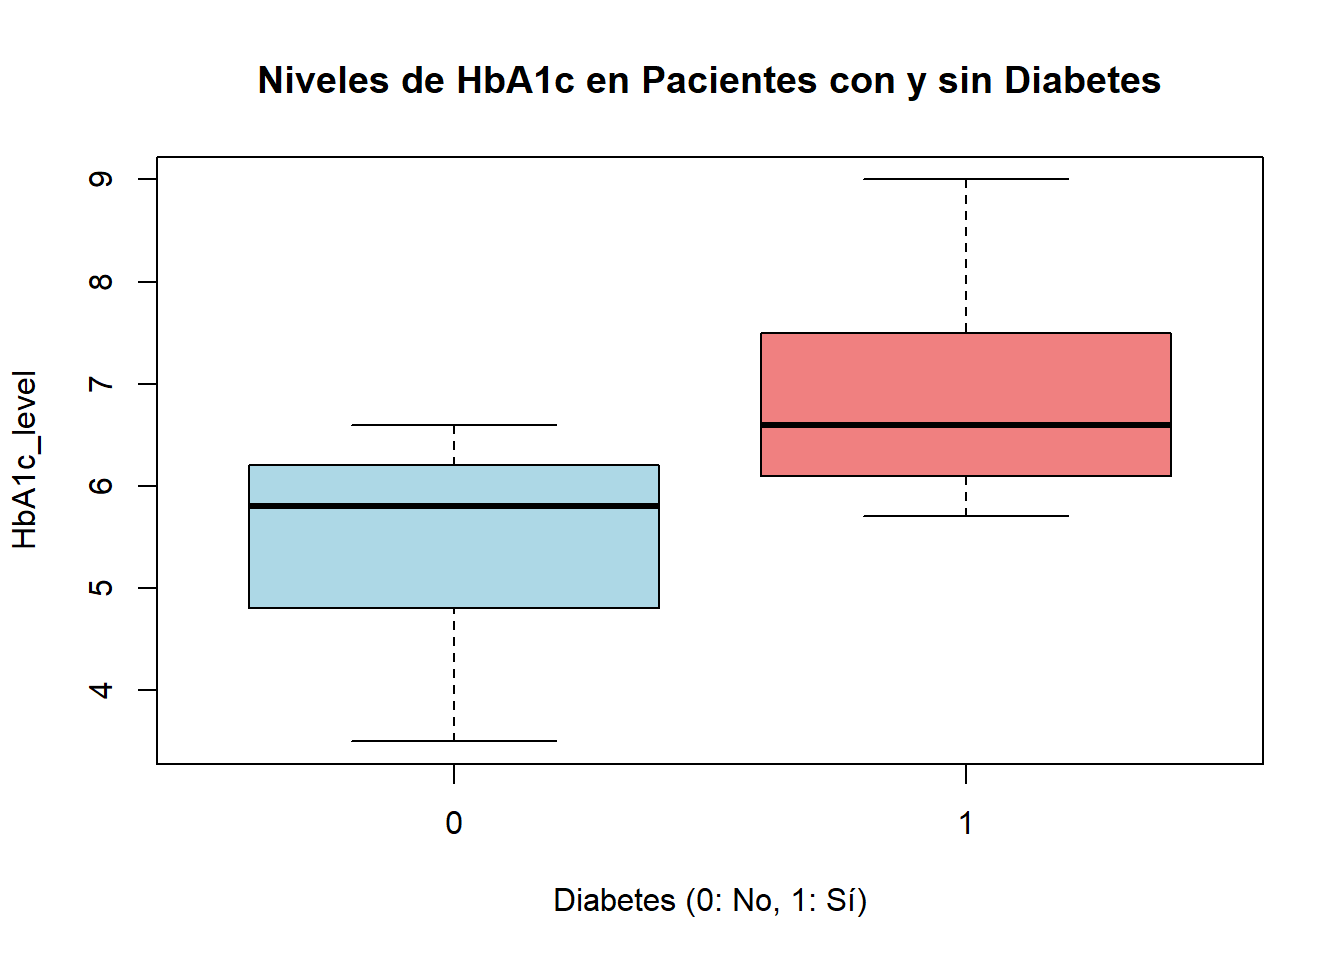 Niveles de HbA1c en Pacientes con y sin Diabetes
HbA1c_level
9
8
7
6
5
4
0
1
Diabetes (0: No, 1: Sí)